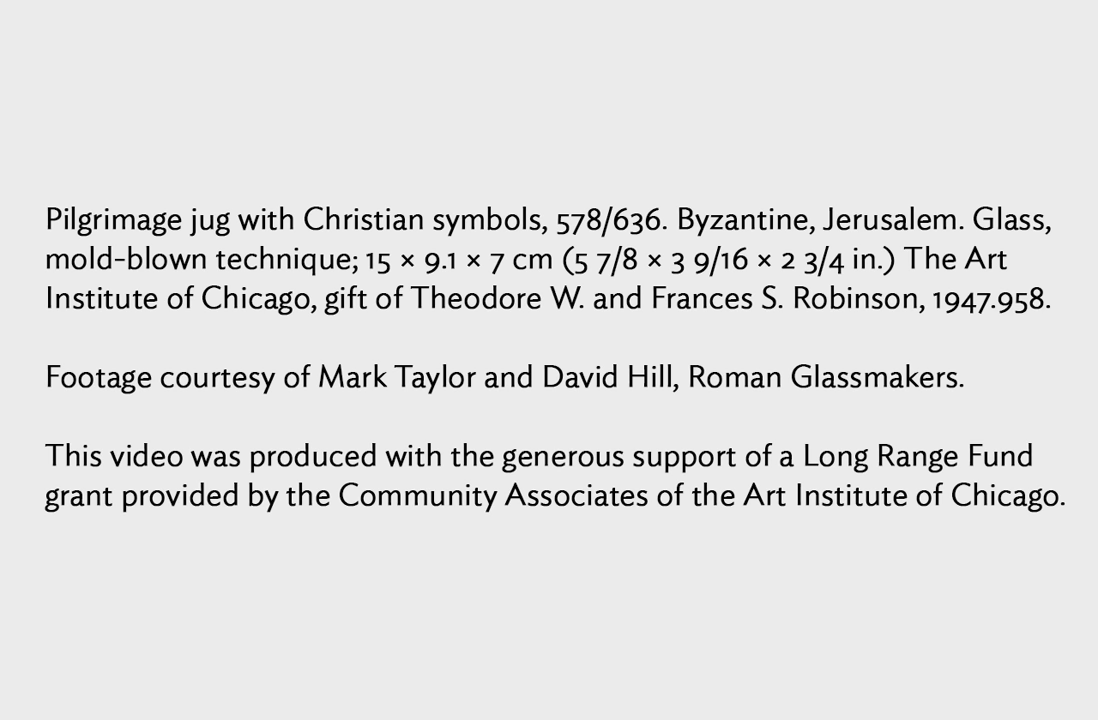 Pilgrimage jug with Christian symbols, 578/636. Byzantine, Jerusalem. Glass,
mold-blown technique; 15 × 9.1 × 7 cm (5 7/8 × 3 9/16 × 2 3/4 in.) The Art
Institute of Chicago, gift of Theodore W. and Frances S. Robinson, 1947.958.
Footage courtesy of Mark Taylor and David Hill, Roman Glassmakers.
This video was produced with the generous support of a Long Range Fund
grant provided by the Community Associates of the Art Institute of Chicago.